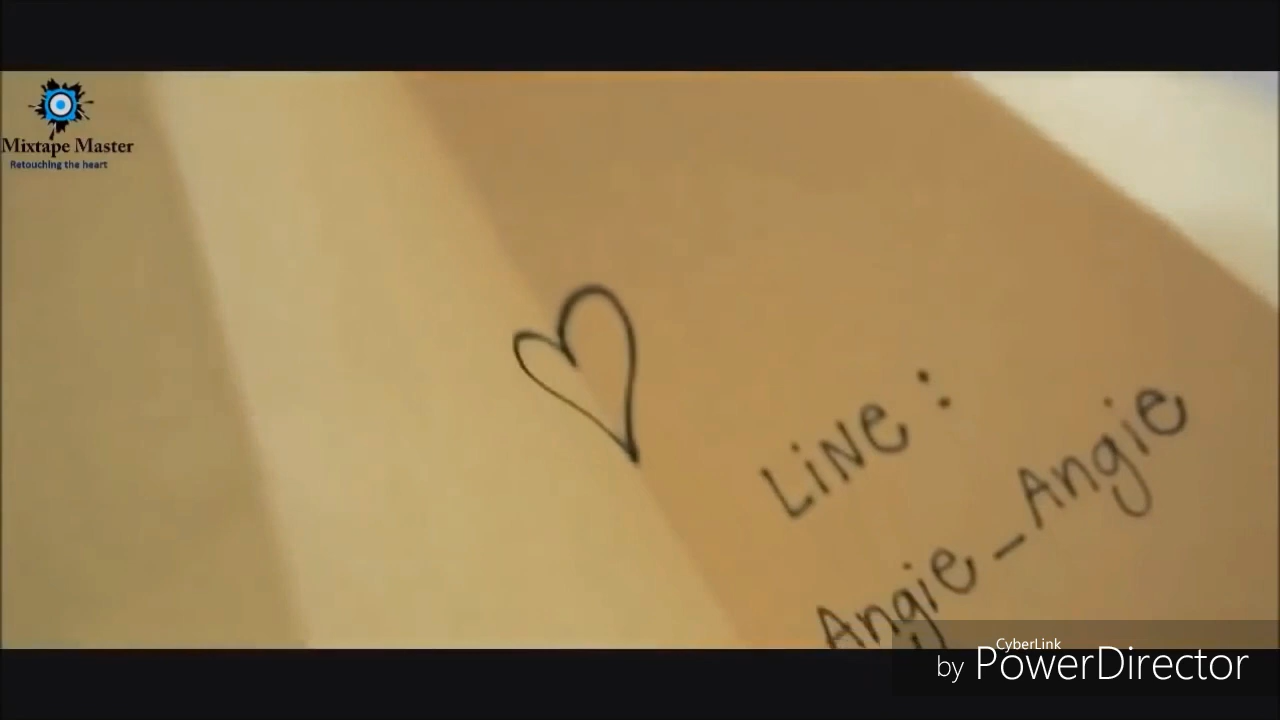 Mixtape Master
Retouching the heart
LiNe :
Angie_Angie
CyberLink
by PowerDirector